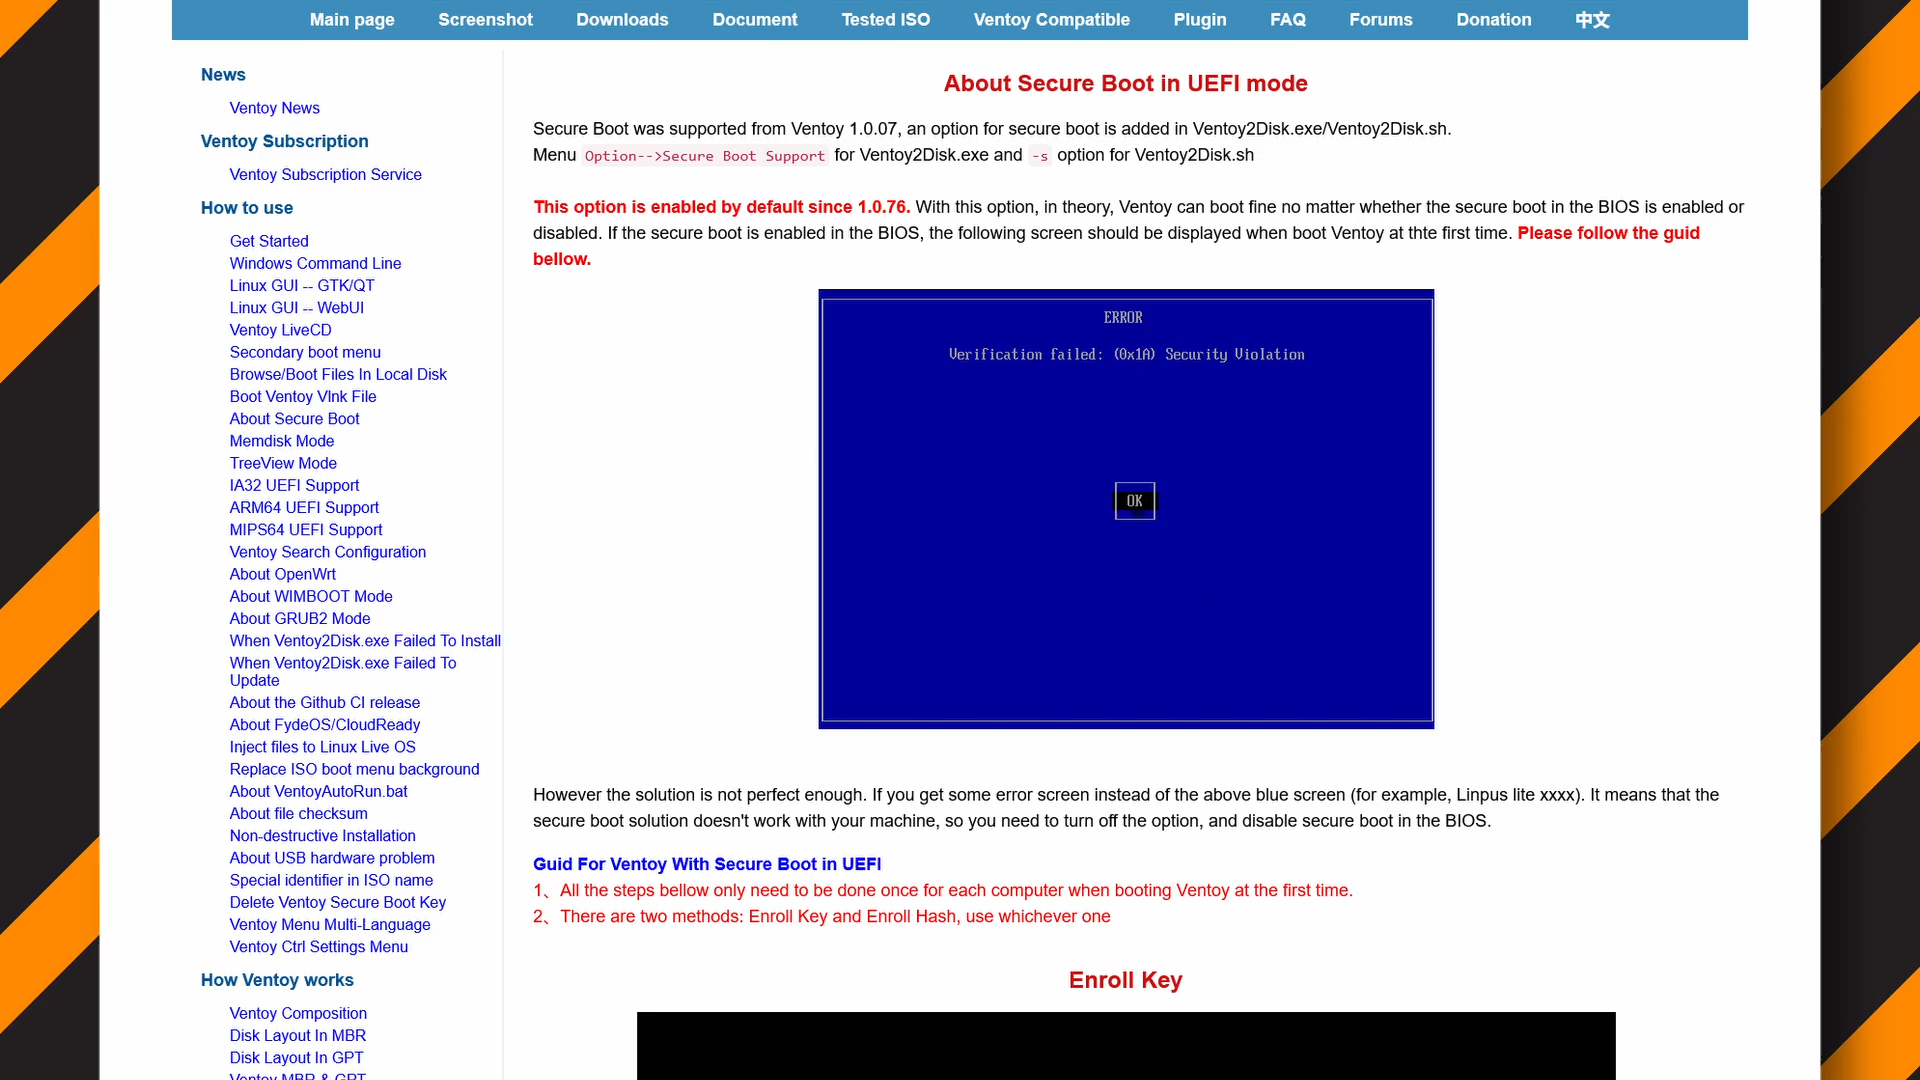 Main page Screenshot Downloads Document Tested ISO Ventoy Compatible Plugin FAQ Forums Donation 中文
News
Ventoy News
Ventoy Subscription
Ventoy Subscription Service
How to use
Get Started
Windows Command Line
Linux GUI -- GTK/QT
Linux GUI -- WebUI
Ventoy LiveCD
Secondary boot menu
Browse/Boot Files In Local Disk
Boot Ventoy Vlnk File
About Secure Boot
Memdisk Mode
TreeView Mode
IA32 UEFI Support
ARM64 UEFI Support
MIPS64 UEFI Support
Ventoy Search Configuration
About OpenWrt
About WIMBOOT Mode
About GRUB2 Mode
When Ventoy2Disk.exe Failed To Install
When Ventoy2Disk.exe Failed To
Update
About the Github CI release
About FydeOS/CloudReady
Inject files to Linux Live OS
Replace ISO boot menu background
About VentoyAutoRun.bat
About file checksum
Non-destructive Installation
About USB hardware problem
Special identifier in ISO name
Delete Ventoy Secure Boot Key
Ventoy Menu Multi-Language
Ventoy Ctrl Settings Menu
How Ventoy works
Ventoy Composition
Disk Layout In MBR
Disk Layout In GPT
Ventoy MBR & GPT
About Secure Boot in UEFI mode
Secure Boot was supported from Ventoy 1.0.07, an option for secure boot is added in Ventoy2Disk.exe/Ventoy2Disk.sh.
Menu Option-->Secure Boot Support for Ventoy2Disk.exe and -s option for Ventoy2Disk.sh
This option is enabled by default since 1.0.76. With this option, in theory, Ventoy can boot fine no matter whether the secure boot in the BIOS is enabled or
disabled. If the secure boot is enabled in the BIOS, the following screen should be displayed when boot Ventoy at thte first time. Please follow the guid
bellow.
ERROR
Verification failed: (0x1A) Security Violation
OK
However the solution is not perfect enough. If you get some error screen instead of the above blue screen (for example, Linpus lite xxxx). It means that the
secure boot solution doesn't work with your machine, so you need to turn off the option, and disable secure boot in the BIOS.
Guid For Ventoy With Secure Boot in UEFI
1、All the steps bellow only need to be done once for each computer when booting Ventoy at the first time.
2、There are two methods: Enroll Key and Enroll Hash, use whichever one
Enroll Key